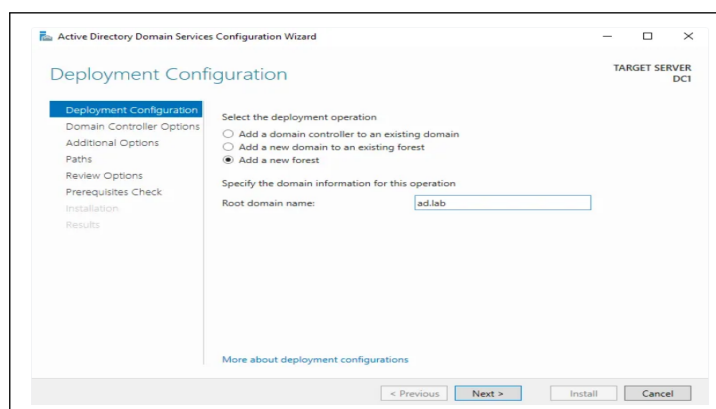 Active Directory Domain Services Configuration Wizard
Deployment Configuration
TARGET SERVER
DC1
Deployment Configuration
Domain Controller Options
Additional Options
Paths
Review Options
Prerequisites Check
Installation
Results
Select the deployment operation
Add a domain controller to an existing domain
Add a new domain to an existing forest
Add a new forest
Specify the domain information for this operation
Root domain name: ad.lab
More about deployment configurations
< Previous Next > Install Cancel